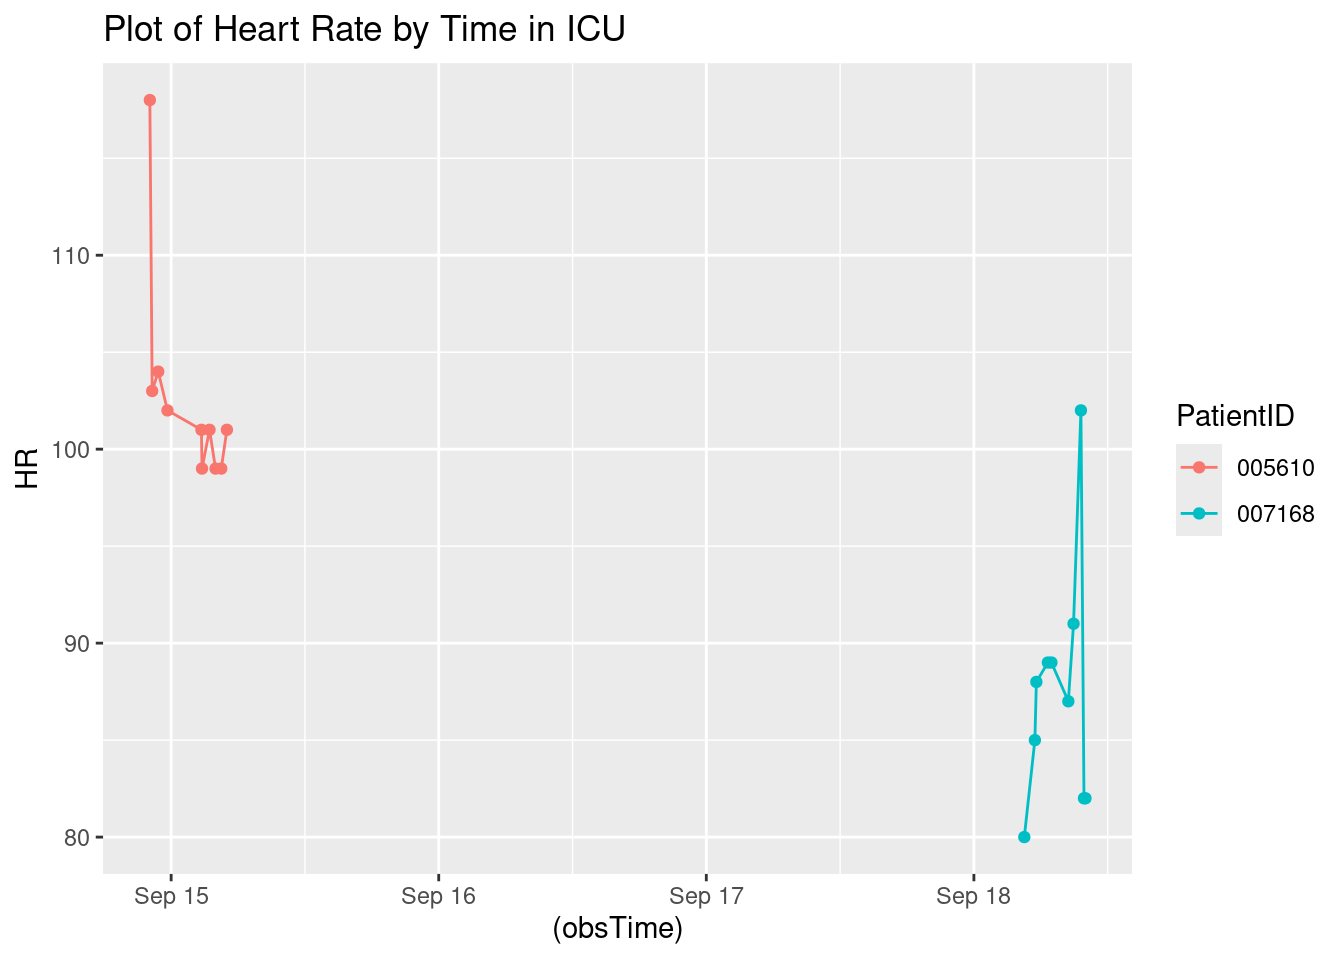 Plot of Heart Rate by Time in ICU
110
100
90
80
HR
Sep 15
Sep 16
Sep 17
Sep 18
(obsTime)
PatientID
005610
007168